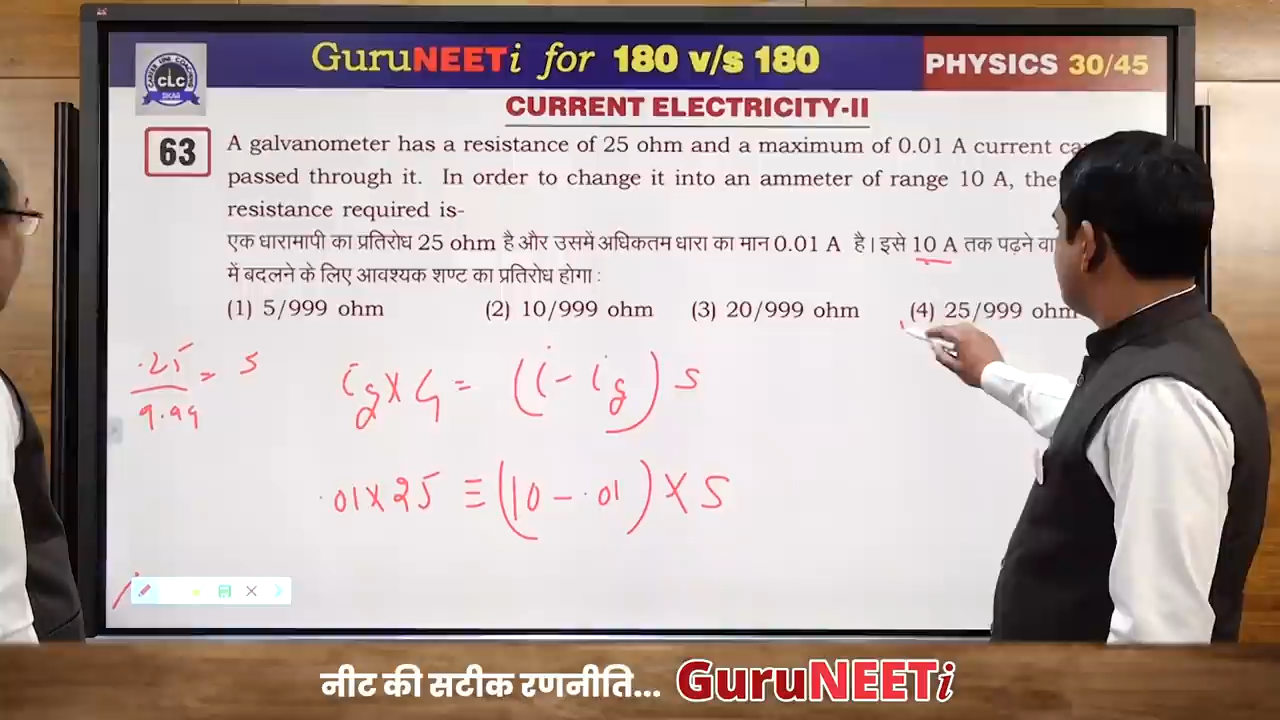 GuruNEETi for 180 v/s 180
PHYSICS 30/45
CLC
CURRENT ELECTRICITY-II
63
A galvanometer has a resistance of 25 ohm and a maximum of 0.01 A current
passed through it. In order to change it into an ammeter of range 10 A, the
resistance required is-
एक धारामापी का प्रतिरोध 25 ohm है और उसमें अधिकतम धारा का मान 0.01 A है। इसे 10 A तक पढ़ने
में बदलने के लिए आवश्यक शण्ट का प्रतिरोध होगा :
(1) 5/999 ohm (2) 10/999 ohm (3) 20/999 ohm (4) 25/999 ohm
.25/9.99 = S
ig x G = (i - ig) S
.01 x 25 = (10 - .01) x S
नीट की सटीक रणनीति... GuruNEETi